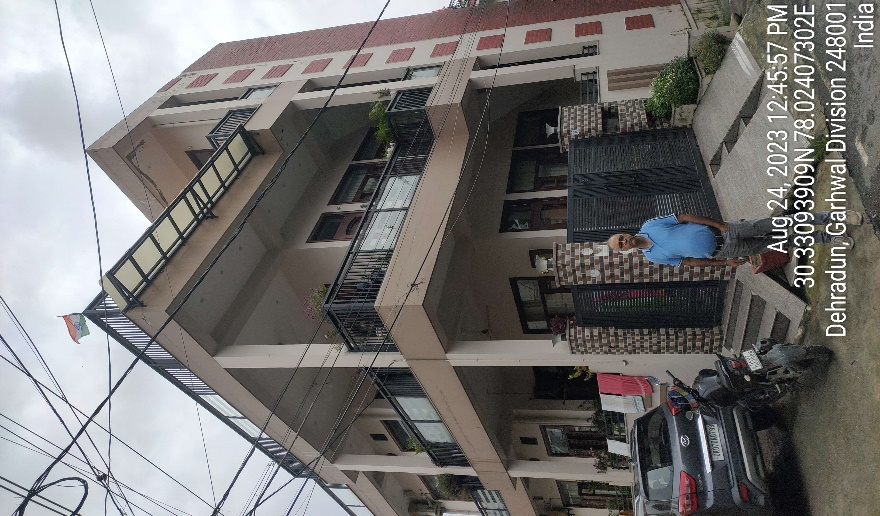 Aug 24, 2023 12:45:57 PM
30.33093909N 78.02407302E
Dehradun, Garhwal Division 248001
India